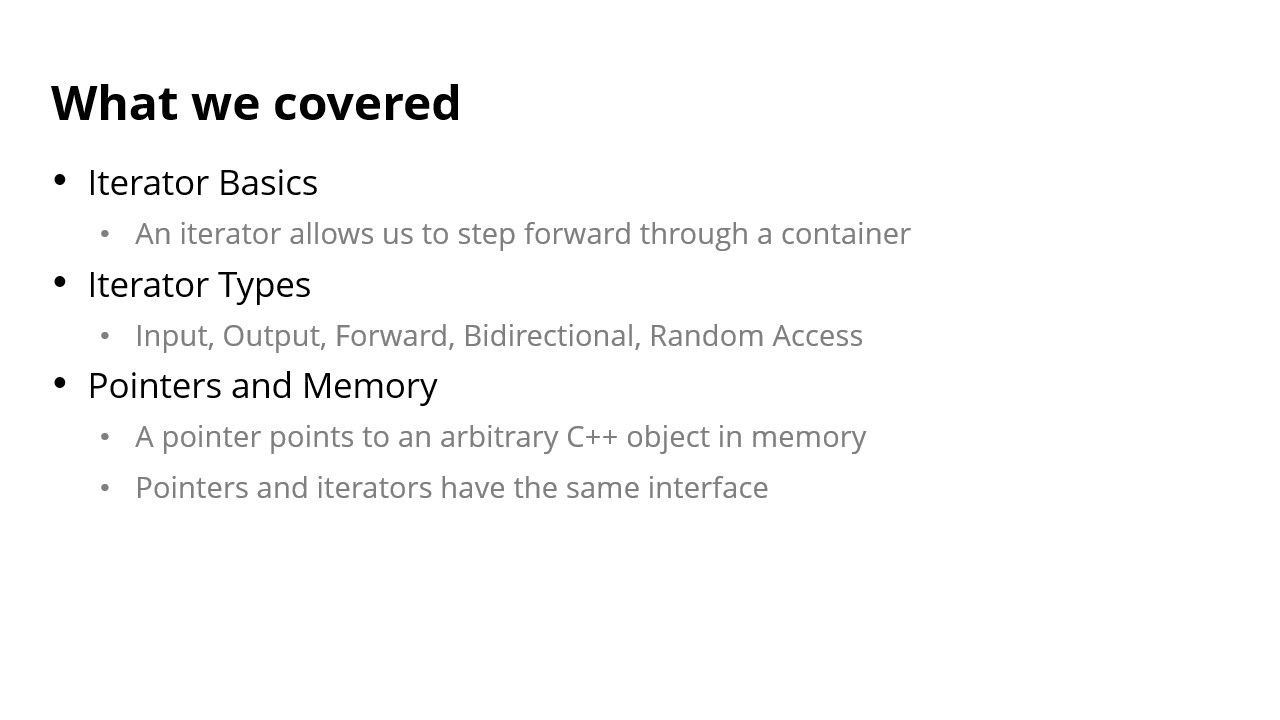 What we covered
• Iterator Basics
• An iterator allows us to step forward through a container
• Iterator Types
• Input, Output, Forward, Bidirectional, Random Access
• Pointers and Memory
• A pointer points to an arbitrary C++ object in memory
• Pointers and iterators have the same interface